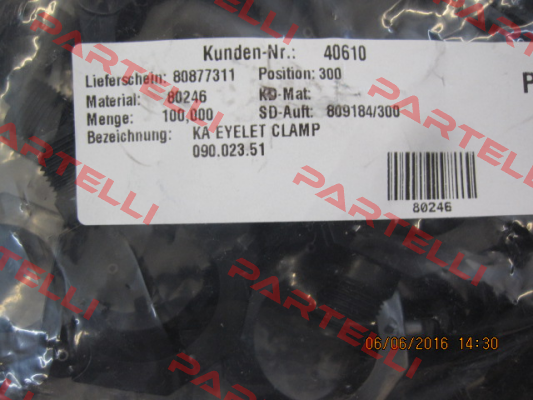 Kunden-Nr.: 40610
Lieferschein: 80877311 Position: 300
Material: 80246 KD-Mat:
Menge: 100,000 SD-Auft: 809184/300
Bezeichnung: KA EYELET CLAMP
090.023.51
P
80246
PARTELLI
PARTELLI
PARTELLI
PARTELLI
PARTELLI
06/06/2016 14:30